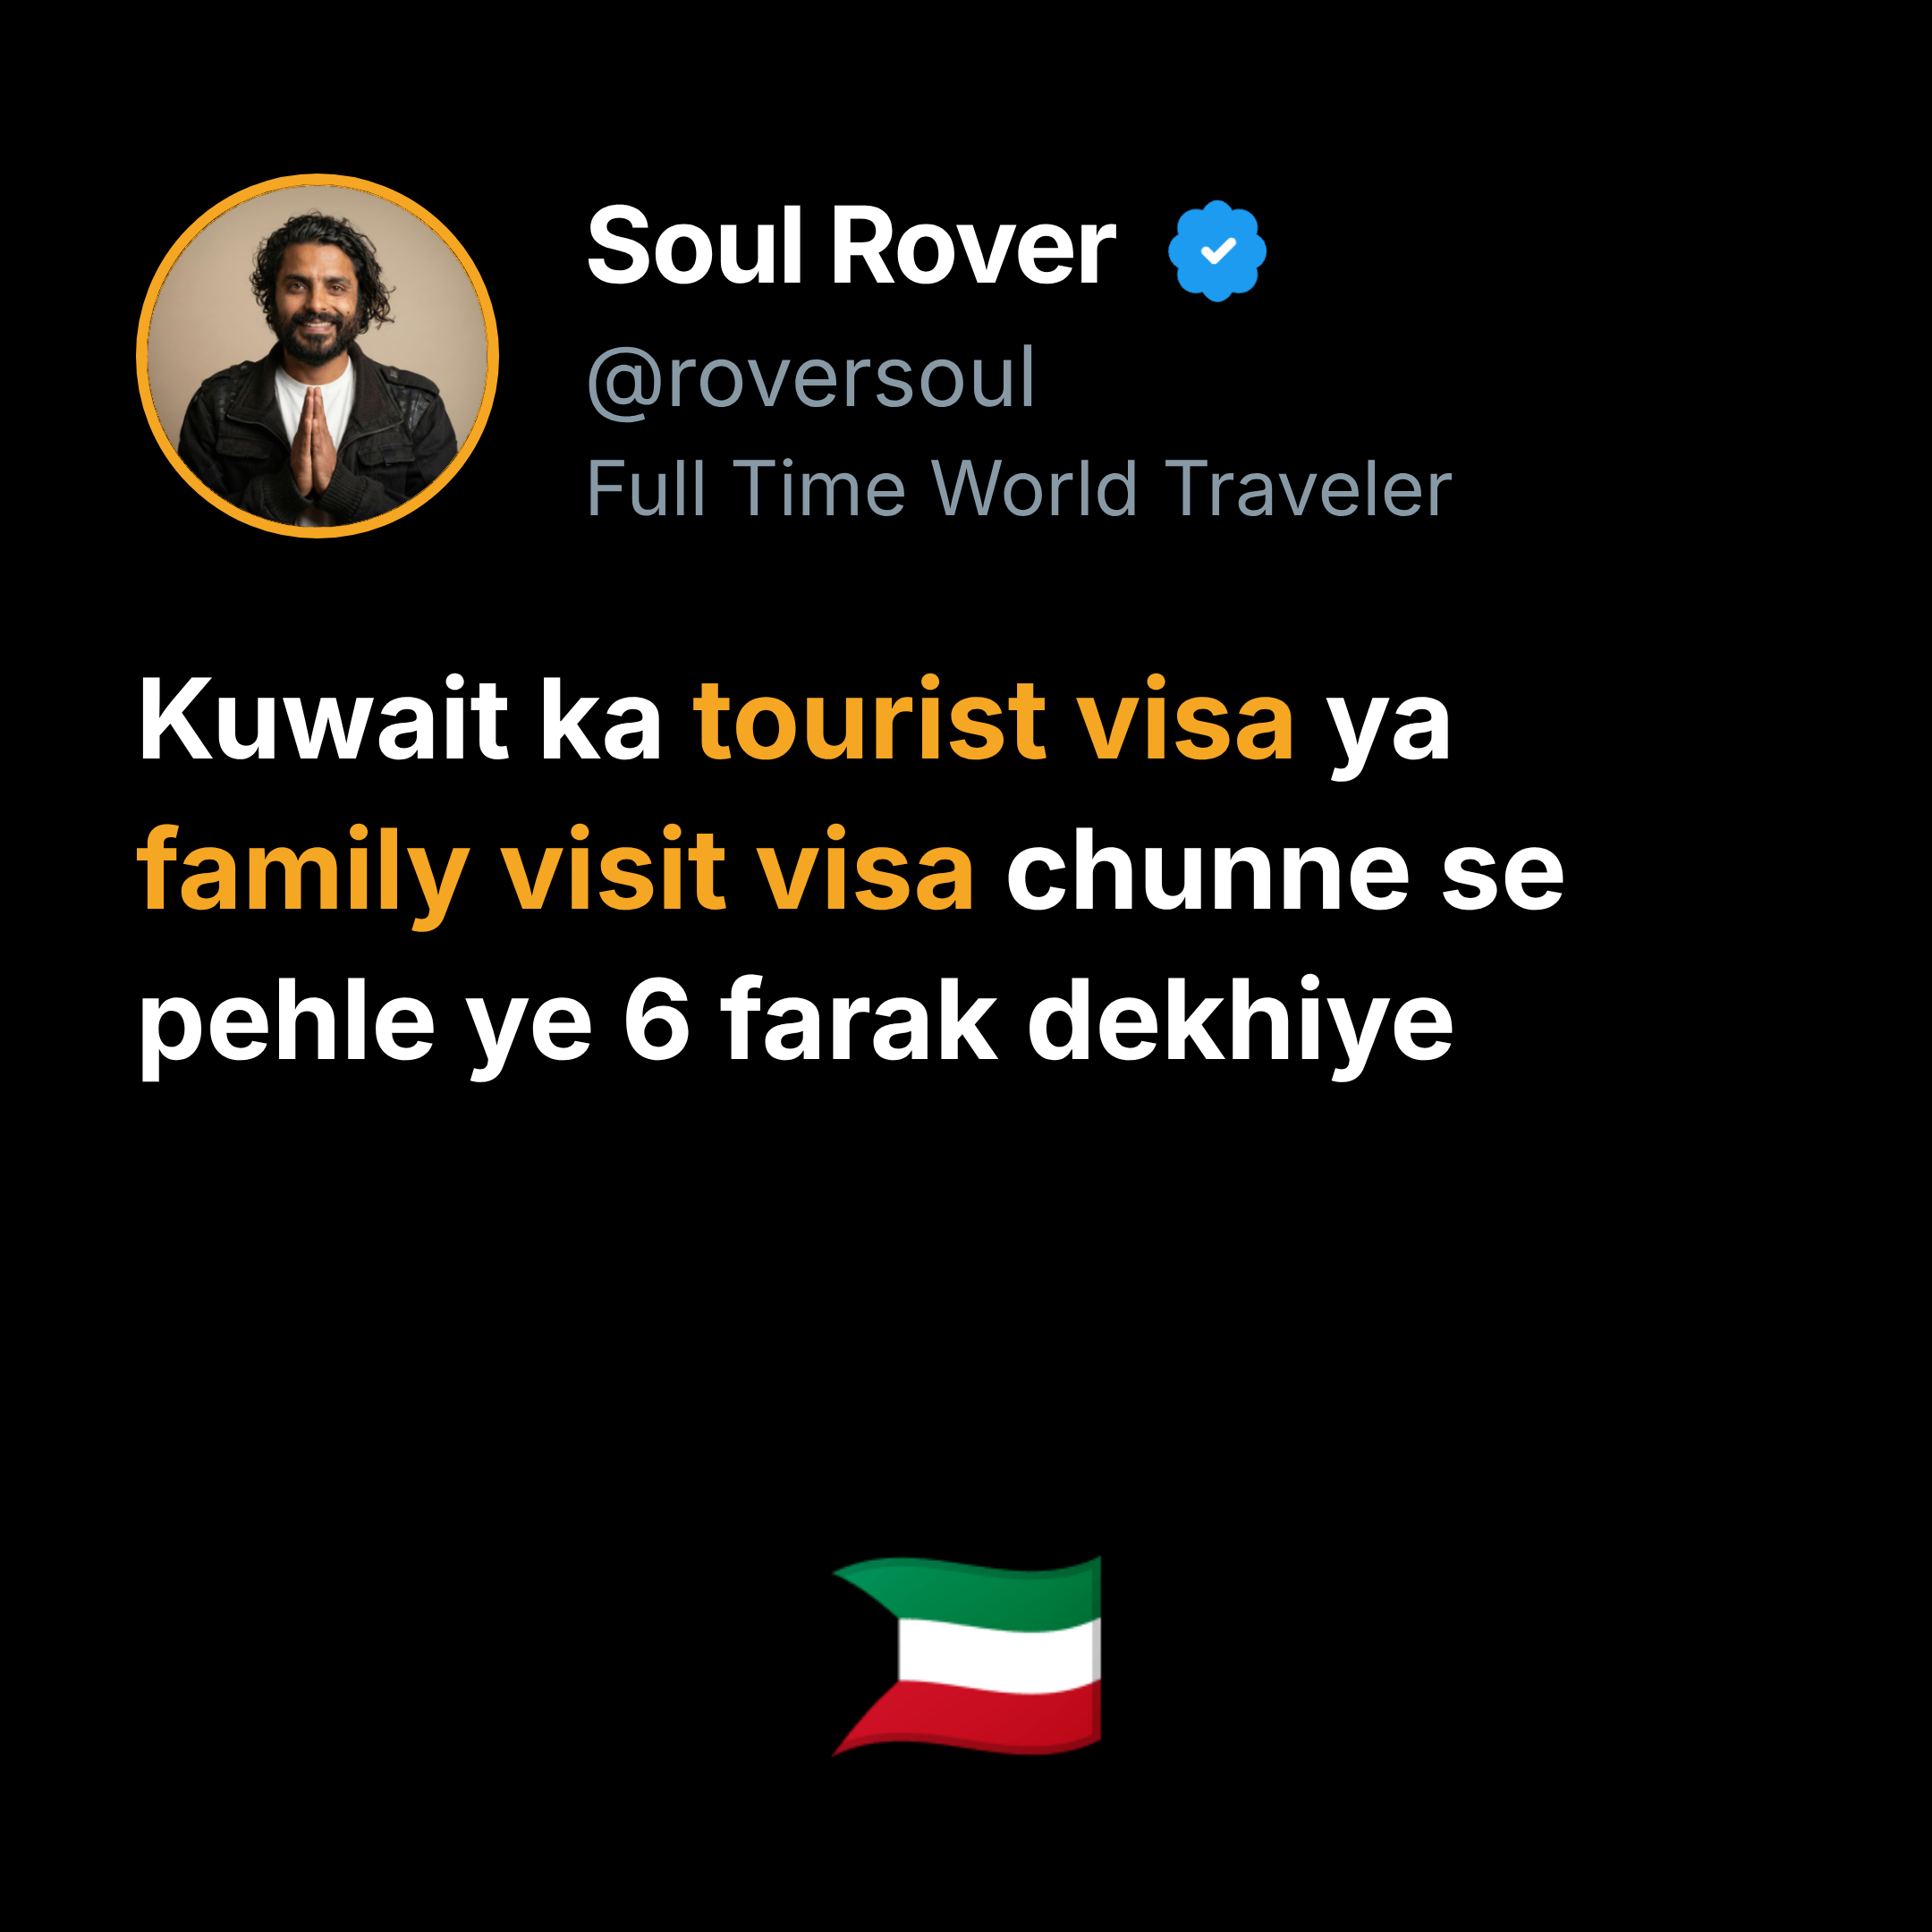 Soul Rover
@roversoul
Full Time World Traveler
Kuwait ka tourist visa ya
family visit visa chunne se
pehle ye 6 farak dekhiye